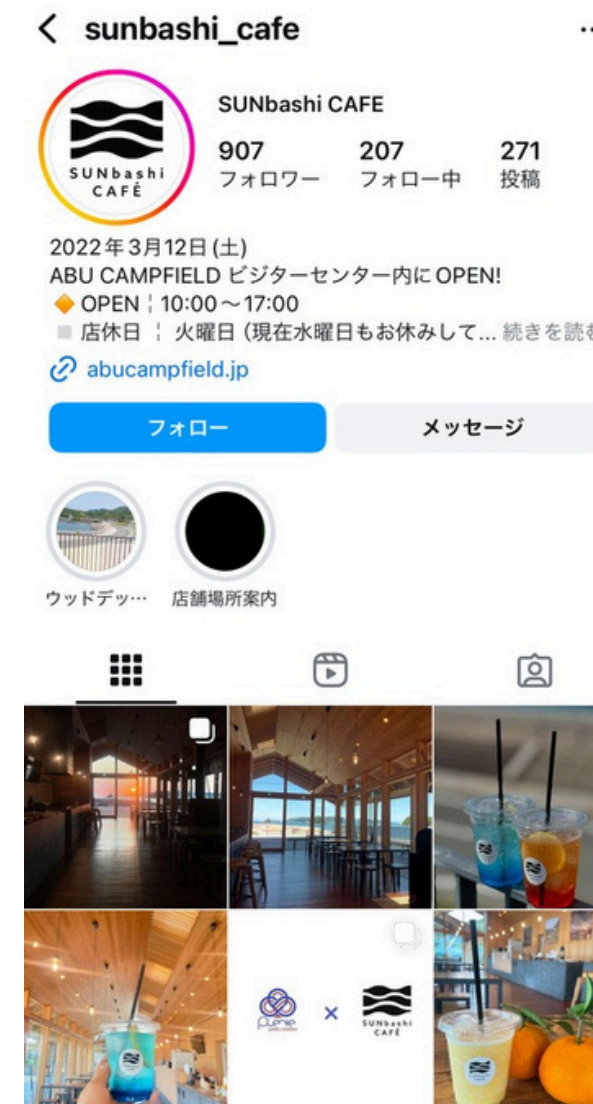 sunbashi_cafe
SUNbashi
CAFÉ
SUNbashi CAFE
907 207 271
フォロワー フォロー中 投稿
2022年3月12日(土)
ABU CAMPFIELD ビジターセンター内にOPEN!
🔶 OPEN ¦ 10:00～17:00
◽ 店休日 ¦ 火曜日（現在水曜日もお休みして... 続きを読む
abucampfield.jp
フォロー メッセージ
ウッドデッ… 店舗場所案内
× SUNbashi
CAFÉ